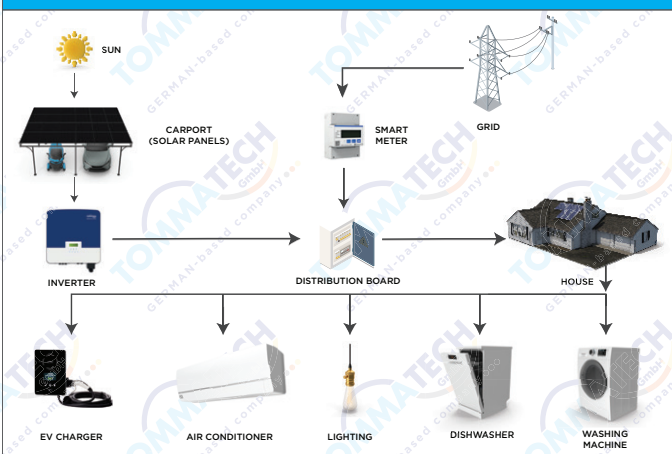 SUN
GRID
CARPORT
(SOLAR PANELS)
SMART
METER
INVERTER
DISTRIBUTION BOARD
HOUSE
EV CHARGER
AIR CONDITIONER
LIGHTING
DISHWASHER
WASHING
MACHINE
TOMMATECH
GmbH
GERMAN-based company